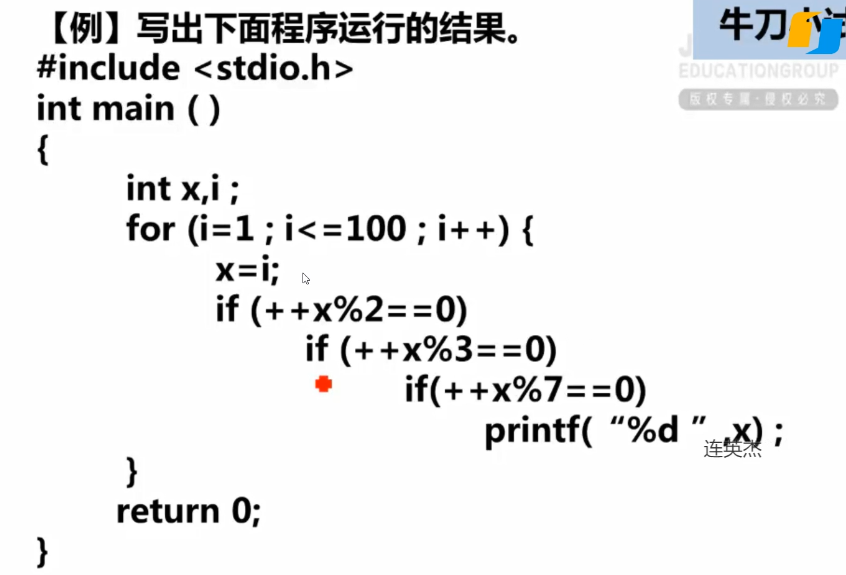 【例】写出下面程序运行的结果。
牛刀小试
EDUCATIONGROUP
版权专属·侵权必究
#include <stdio.h>
int main ( )
{
int x,i ;
for (i=1 ; i<=100 ; i++) {
x=i;
if (++x%2==0)
if (++x%3==0)
if(++x%7==0)
printf( “%d ” ,x) ;
连英杰
}
return 0;
}